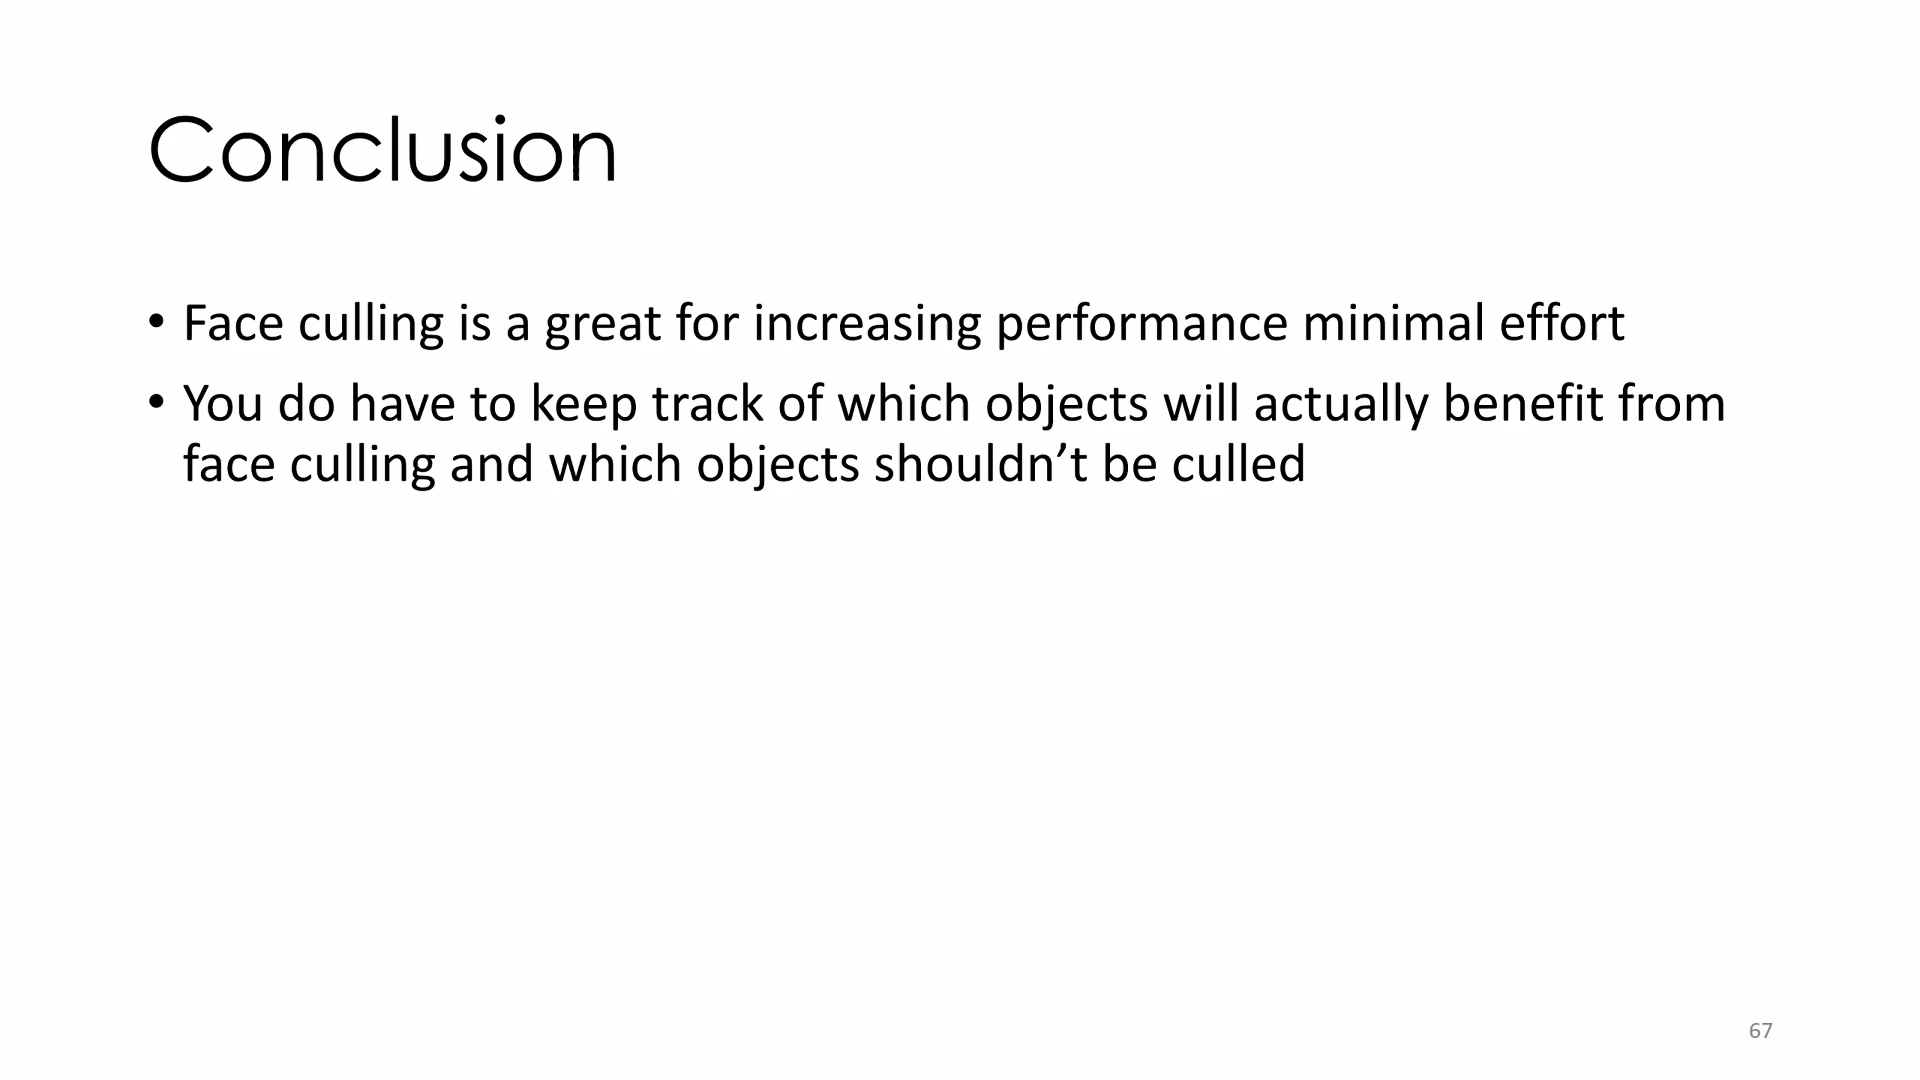 Conclusion
• Face culling is a great for increasing performance minimal effort
• You do have to keep track of which objects will actually benefit from
face culling and which objects shouldn’t be culled
67